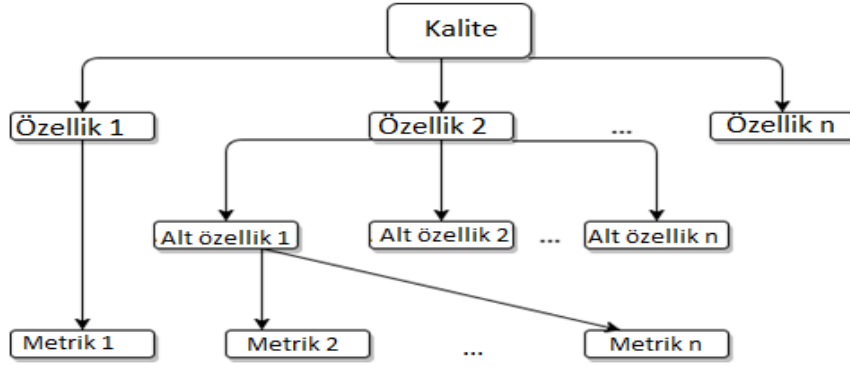 Kalite
Özellik 1
Özellik 2
...
Özellik n
Alt özellik 1
Alt özellik 2
...
Alt özellik n
Metrik 1
Metrik 2
...
Metrik n